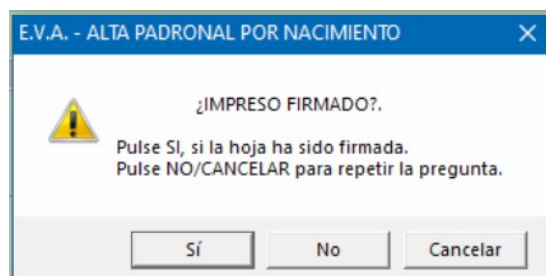 E.V.A. - ALTA PADRONAL POR NACIMIENTO
¿IMPRESO FIRMADO?.
Pulse SI, si la hoja ha sido firmada.
Pulse NO/CANCELAR para repetir la pregunta.
Sí No Cancelar